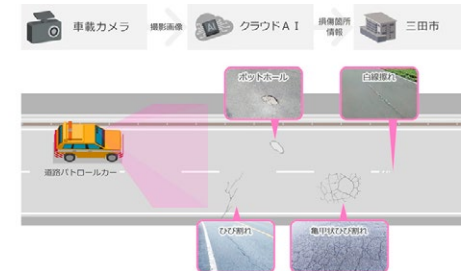 車載カメラ
撮影画像
AI
クラウドAI
損傷箇所
情報
三田市
ポットホール
白線擦れ
道路パトロールカー
ひび割れ
亀甲状ひび割れ